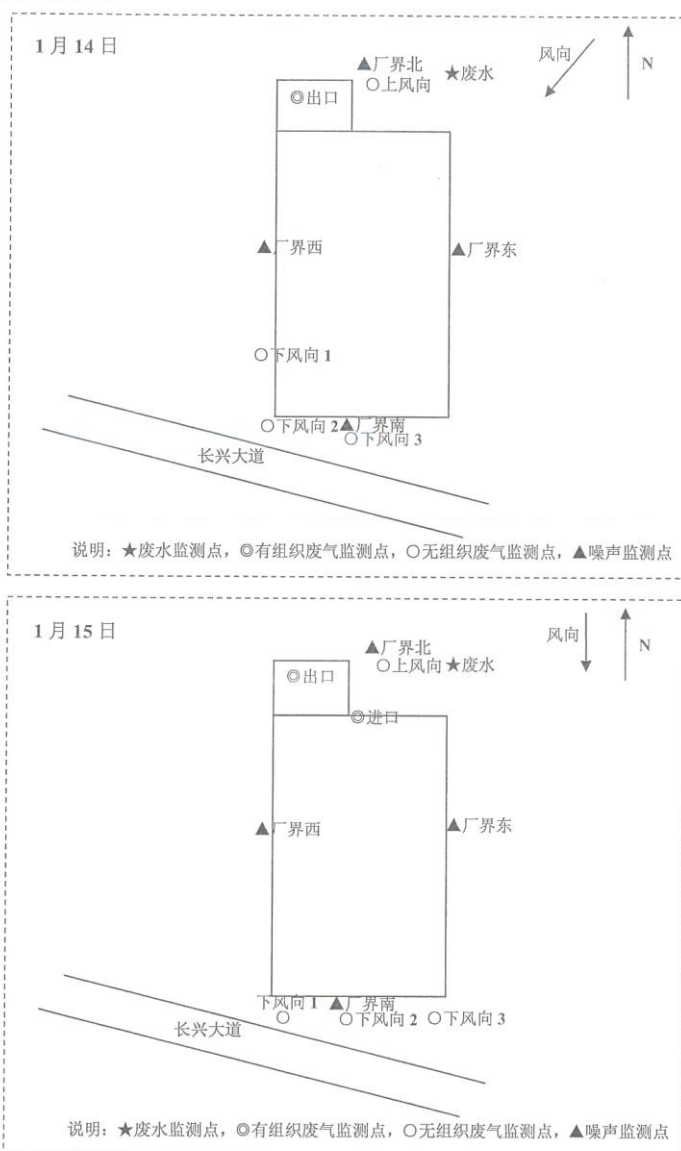 1月14日
▲厂界北
风向
N
○上风向
★废水
◎出口
▲厂界西
▲厂界东
○下风向1
○下风向2
▲厂界南
○下风向3
长兴大道
说明：★废水监测点，◎有组织废气监测点，○无组织废气监测点，▲噪声监测点
1月15日
风向
N
▲厂界北
○上风向
★废水
◎出口
◎进口
▲厂界西
▲厂界东
下风向1
○
▲厂界南
○下风向2
○下风向3
长兴大道
说明：★废水监测点，◎有组织废气监测点，○无组织废气监测点，▲噪声监测点